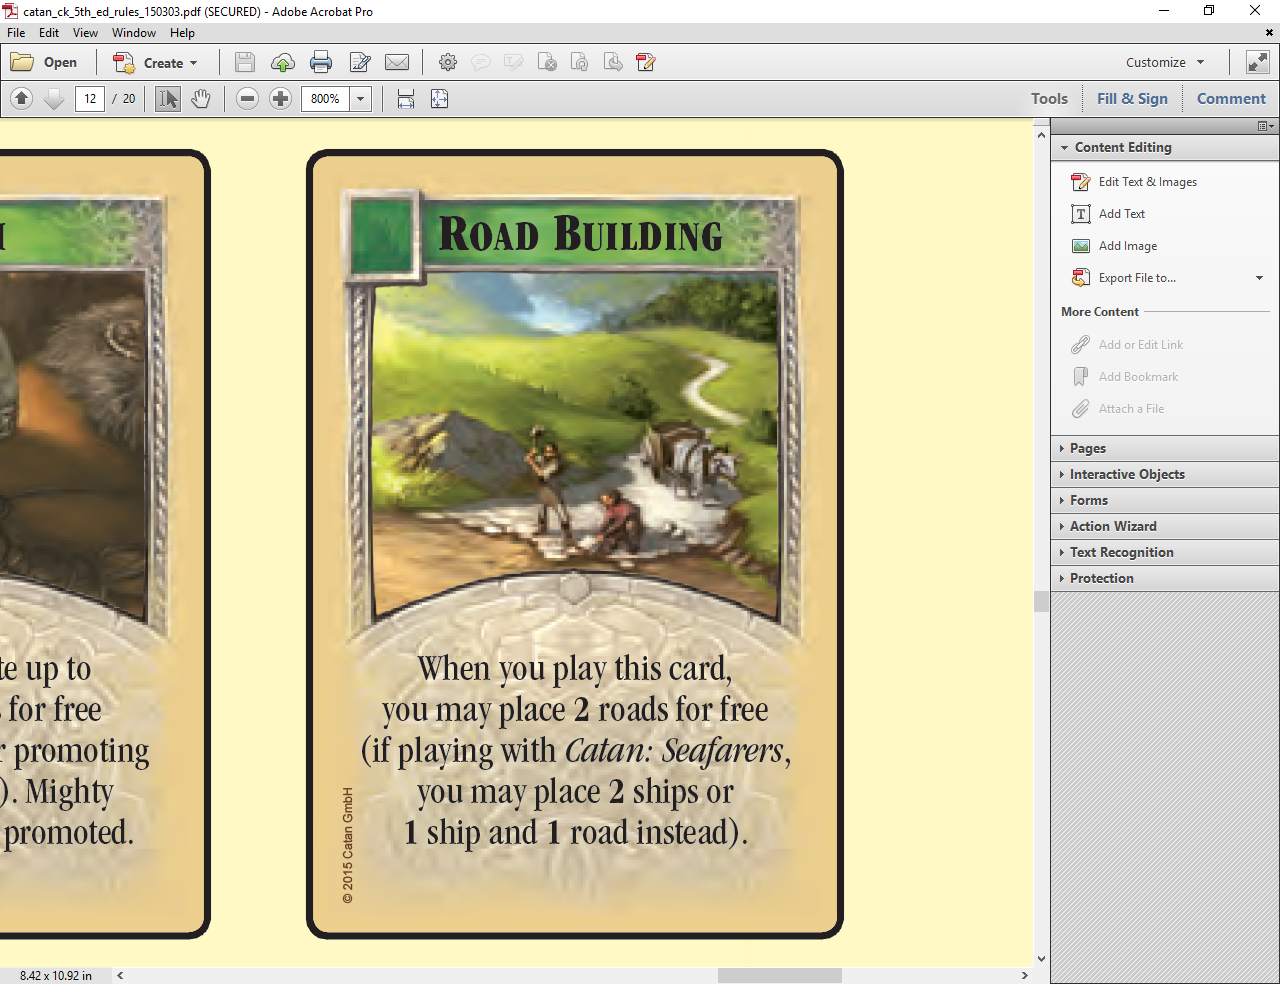 catan_ck_5th_ed_rules_150303.pdf (SECURED) - Adobe Acrobat Pro
File Edit View Window Help
Open Create Customize
12 / 20 800% Tools Fill & Sign Comment
Content Editing
Edit Text & Images
Add Text
Add Image
Export File to...
More Content
Add or Edit Link
Add Bookmark
Attach a File
Pages
Interactive Objects
Forms
Action Wizard
Text Recognition
Protection
up to
for free
promoting
). Mighty
promoted.
ROAD BUILDING
When you play this card,
you may place 2 roads for free
(if playing with Catan: Seafarers,
you may place 2 ships or
1 ship and 1 road instead).
© 2015 Catan GmbH
8.42 x 10.92 in